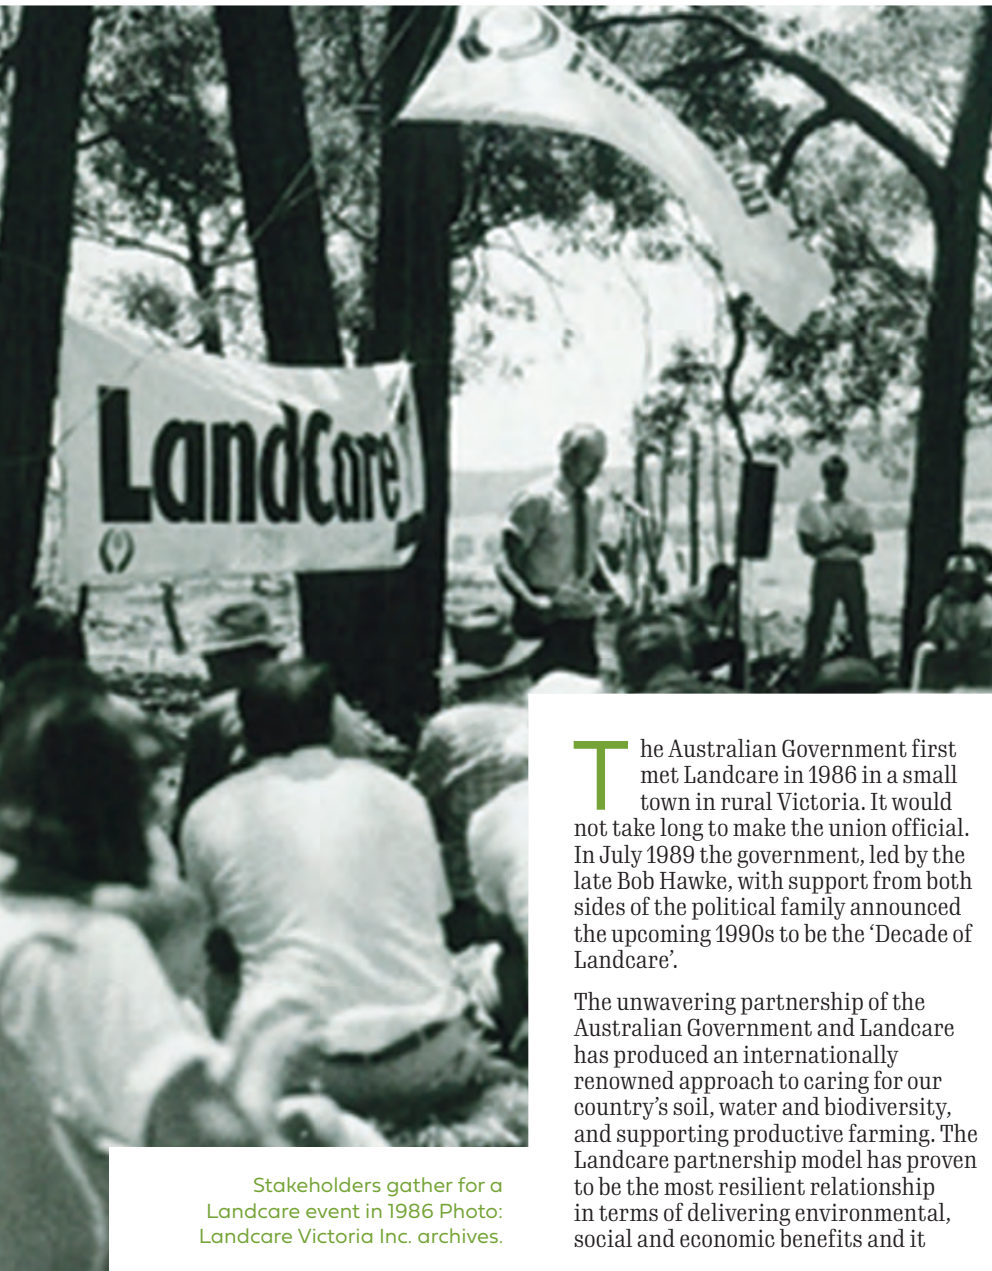 LandCare
The Australian Government first
met Landcare in 1986 in a small
town in rural Victoria. It would
not take long to make the union official.
In July 1989 the government, led by the
late Bob Hawke, with support from both
sides of the political family announced
the upcoming 1990s to be the ‘Decade of
Landcare’.
The unwavering partnership of the
Australian Government and Landcare
has produced an internationally
renowned approach to caring for our
country’s soil, water and biodiversity,
and supporting productive farming. The
Landcare partnership model has proven
to be the most resilient relationship
in terms of delivering environmental,
social and economic benefits and it
Stakeholders gather for a
Landcare event in 1986 Photo:
Landcare Victoria Inc. archives.